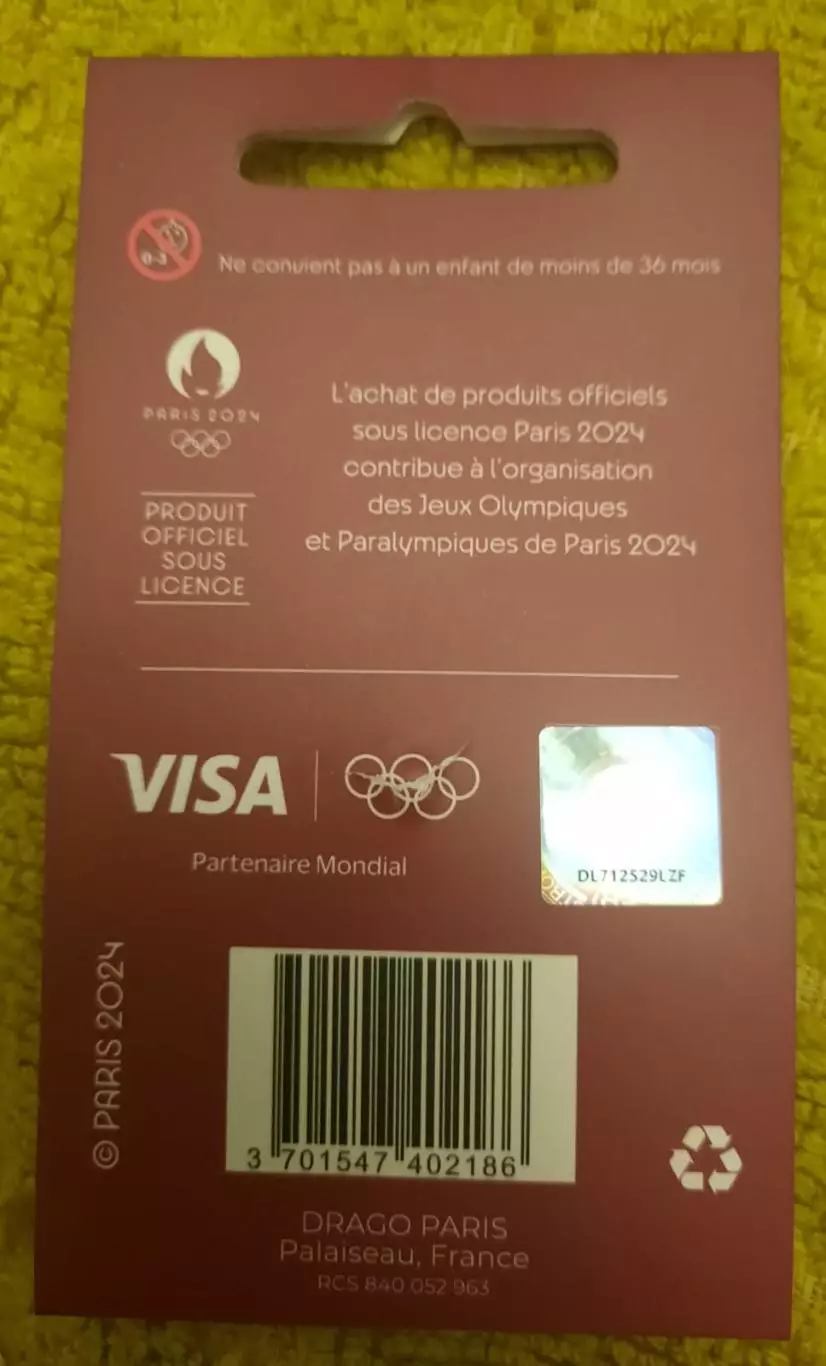 0-3
Ne convient pas à un enfant de moins de 36 mois
PARIS 2024
PRODUIT
OFFICIEL
SOUS
LICENCE
L'achat de produits officiels
sous licence Paris 2024
contribue à l'organisation
des Jeux Olympiques
et Paralympiques de Paris 2024
VISA
Partenaire Mondial
DL712529LZF
© PARIS 2024
3 701547 402186
DRAGO PARIS
Palaiseau, France
RCS 840 052 963